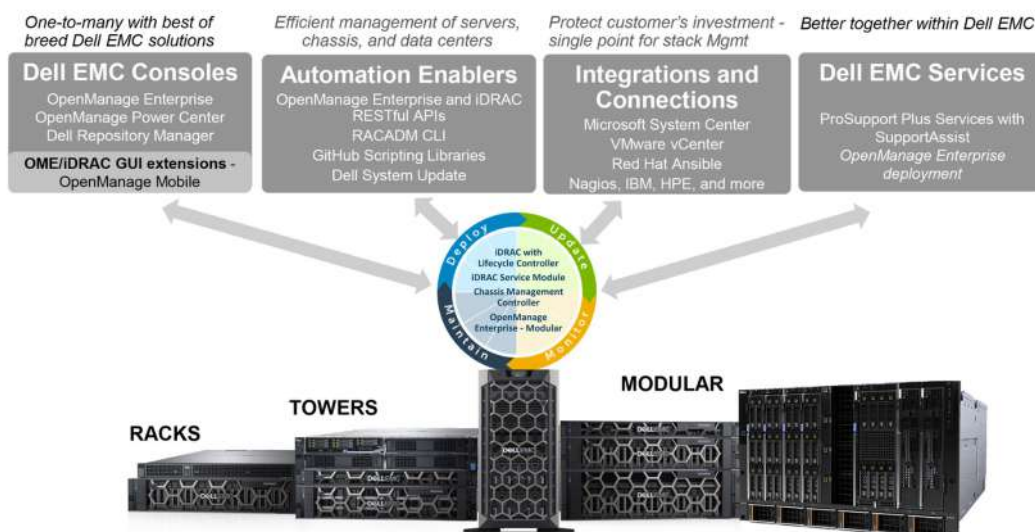 One-to-many with best of
breed Dell EMC solutions
Dell EMC Consoles
OpenManage Enterprise
OpenManage Power Center
Dell Repository Manager
OME/iDRAC GUI extensions -
OpenManage Mobile
Efficient management of servers,
chassis, and data centers
Automation Enablers
OpenManage Enterprise and iDRAC
RESTful APIs
RACADM CLI
GitHub Scripting Libraries
Dell System Update
Protect customer's investment -
single point for stack Mgmt
Integrations and
Connections
Microsoft System Center
VMware vCenter
Red Hat Ansible
Nagios, IBM, HPE, and more
Better together within Dell EMC
Dell EMC Services
ProSupport Plus Services with
SupportAssist
OpenManage Enterprise
deployment
Deploy
Update
Maintain
Monitor
iDRAC with
Lifecycle Controller
iDRAC Service Module
Chassis Management
Controller
OpenManage
Enterprise - Modular
RACKS
TOWERS
MODULAR
DELLEMC
DELLEMC
DELLEMC
DELLEMC
DELLEMC